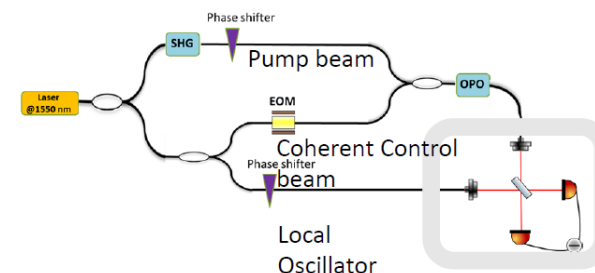 Phase shifter
SHG
Pump beam
Laser
@1550 nm
OPO
EOM
Coherent Control
beam
Phase shifter
Local
Oscillator